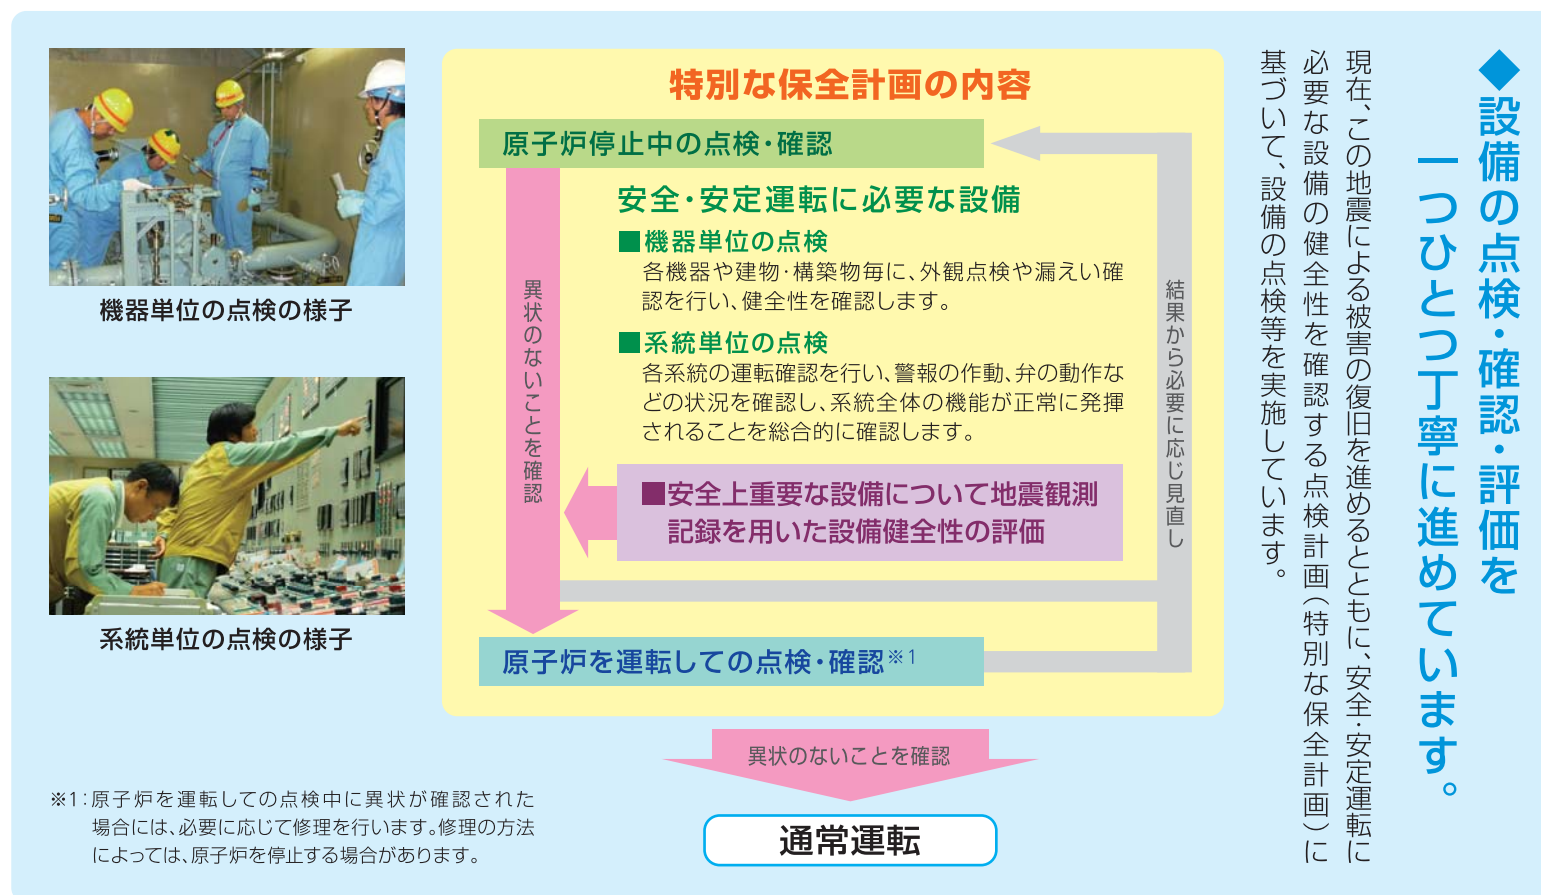 ◆設備の点検・確認・評価を
一つひとつ丁寧に進めています。
現在、この地震による被害の復旧を進めるとともに、安全・安定運転に
必要な設備の健全性を確認する点検計画(特別な保全計画)に
基づいて、設備の点検等を実施しています。
特別な保全計画の内容
原子炉停止中の点検・確認
安全・安定運転に必要な設備
■機器単位の点検
各機器や建物・構築物毎に、外観点検や漏えい確
認を行い、健全性を確認します。
■系統単位の点検
各系統の運転確認を行い、警報の作動、弁の動作な
どの状況を確認し、系統全体の機能が正常に発揮
されることを総合的に確認します。
■安全上重要な設備について地震観測
記録を用いた設備健全性の評価
異状のないことを確認
結果から必要に応じ見直し
原子炉を運転しての点検・確認※1
異状のないことを確認
通常運転
機器単位の点検の様子
系統単位の点検の様子
※1:原子炉を運転しての点検中に異状が確認された
場合には、必要に応じて修理を行います。修理の方法
によっては、原子炉を停止する場合があります。